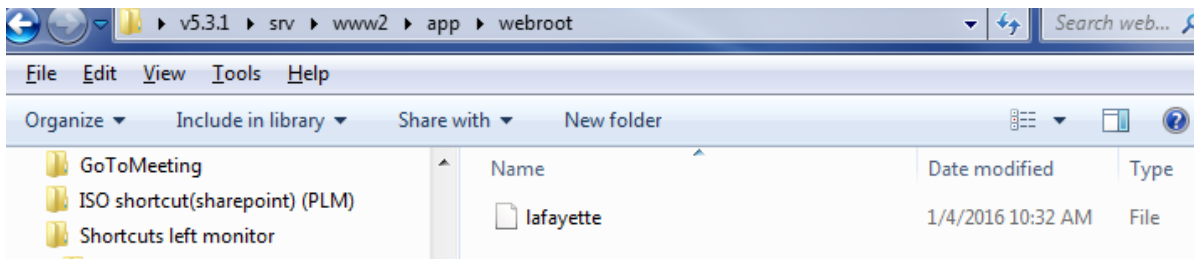 v5.3.1 srv www2 app webroot Search web...
File Edit View Tools Help
Organize Include in library Share with New folder
GoToMeeting
ISO shortcut(sharepoint) (PLM)
Shortcuts left monitor
Name Date modified Type
lafayette 1/4/2016 10:32 AM File